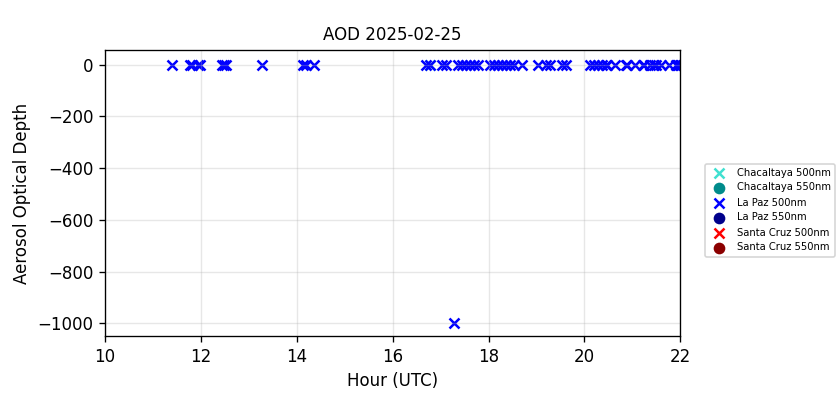 AOD 2025-02-25
Aerosol Optical Depth
0
−200
−400
−600
−800
−1000
10 12 14 16 18 20 22
Hour (UTC)
Chacaltaya 500nm
Chacaltaya 550nm
La Paz 500nm
La Paz 550nm
Santa Cruz 500nm
Santa Cruz 550nm